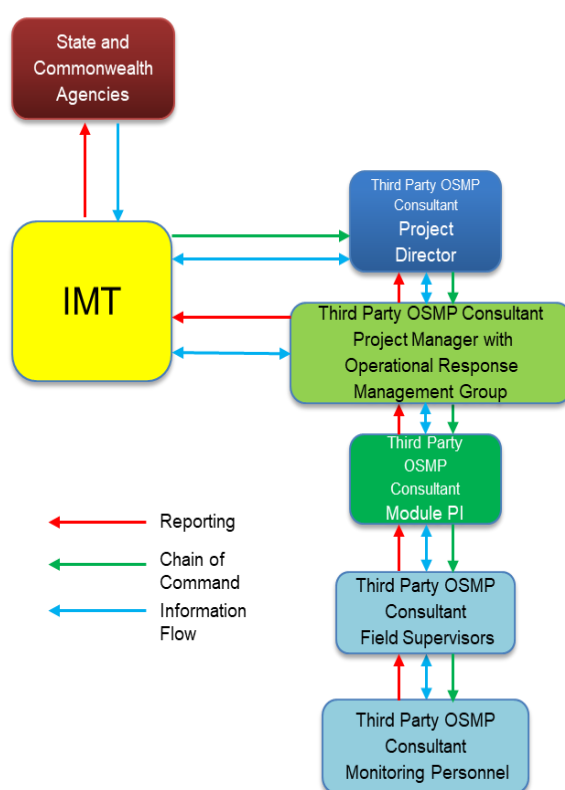 State and
Commonwealth
Agencies
Third Party OSMP
Consultant
Project
Director
IMT
Third Party OSMP Consultant
Project Manager with
Operational Response
Management Group
Third Party
OSMP
Consultant
Module PI
Reporting
Chain of
Command
Information
Flow
Third Party OSMP
Consultant
Field Supervisors
Third Party OSMP
Consultant
Monitoring Personnel